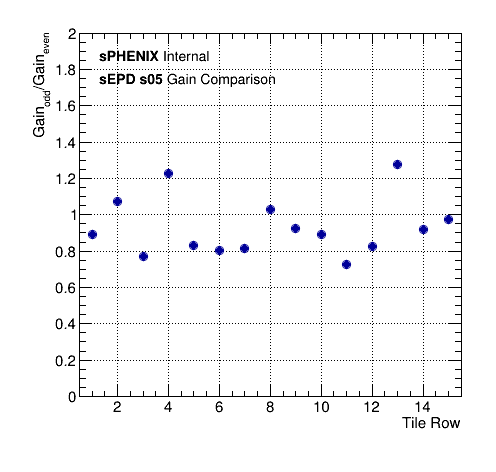 sPHENIX Internal
sEPD s05 Gain Comparison
Gain_odd/Gain_even
2
1.8
1.6
1.4
1.2
1
0.8
0.6
0.4
0.2
0
2 4 6 8 10 12 14
Tile Row